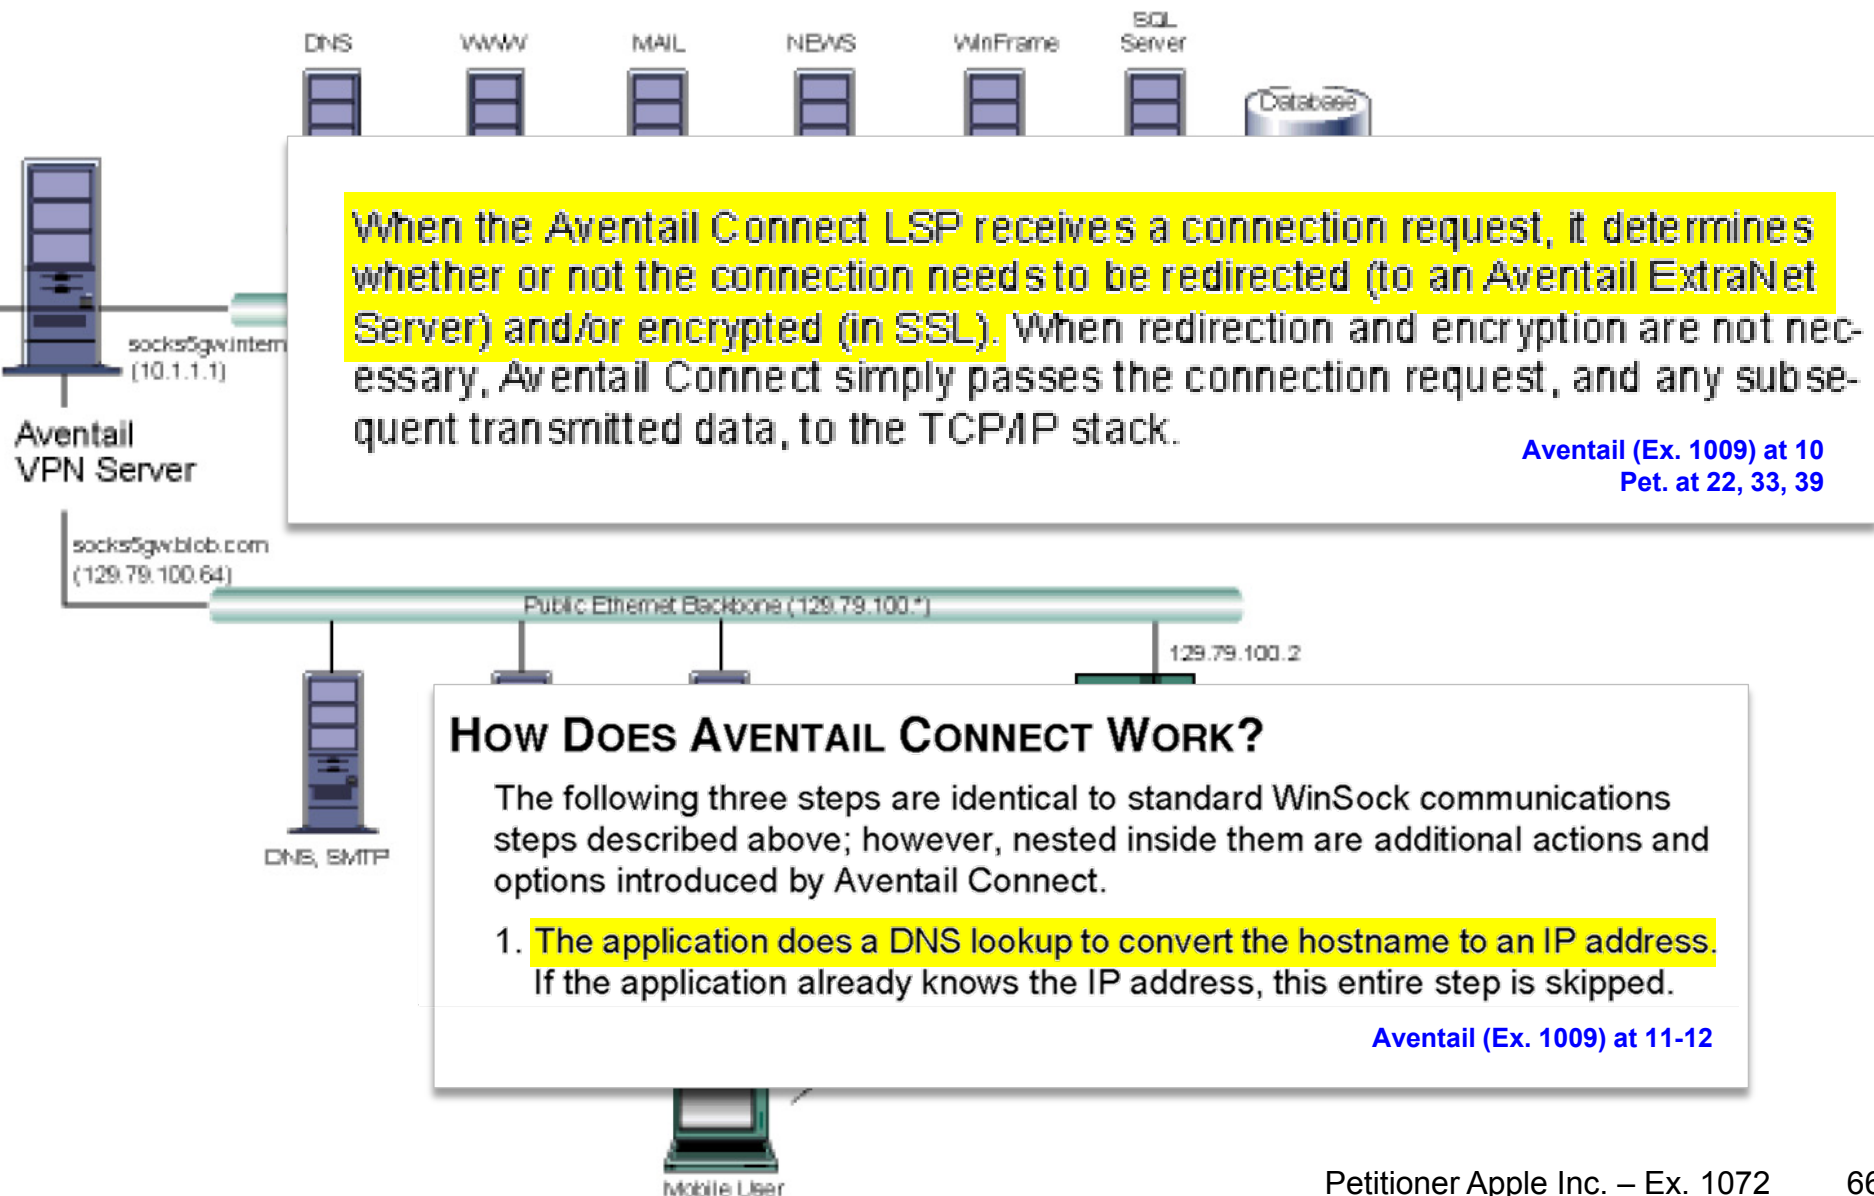 DNS
WWW
MAIL
NEWS
WinFrame
SQL
Server
Database
When the Aventail Connect LSP receives a connection request, it determines
whether or not the connection needs to be redirected (to an Aventail ExtraNet
Server) and/or encrypted (in SSL). When redirection and encryption are not nec-
essary, Aventail Connect simply passes the connection request, and any subse-
quent transmitted data, to the TCP/IP stack.
Aventail (Ex. 1009) at 10
Pet. at 22, 33, 39
socks5gw.intern
(10.1.1.1)
Aventail
VPN Server
socks5gw.blob.com
(129.79.100.64)
Public Ethernet Backbone (129.79.100.*)
129.79.100.2
DNS, SMTP
HOW DOES AVENTAIL CONNECT WORK?
The following three steps are identical to standard WinSock communications
steps described above; however, nested inside them are additional actions and
options introduced by Aventail Connect.
1. The application does a DNS lookup to convert the hostname to an IP address.
If the application already knows the IP address, this entire step is skipped.
Aventail (Ex. 1009) at 11-12
Mobile User
Petitioner Apple Inc. – Ex. 1072 66